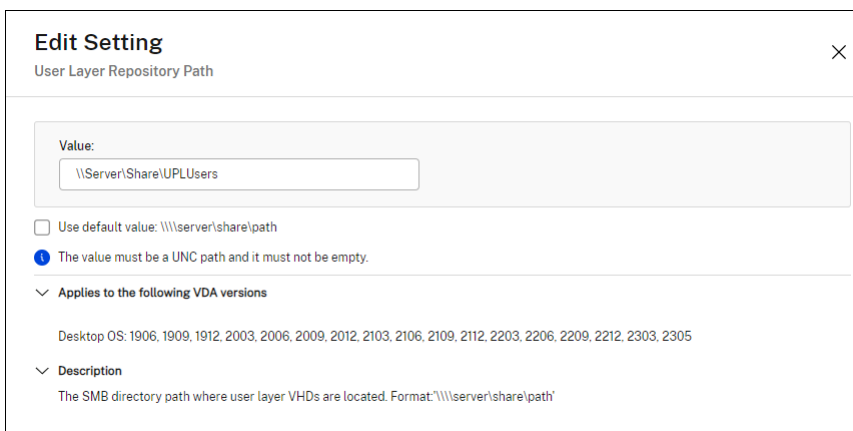 Edit Setting
User Layer Repository Path
Value:
\\Server\Share\UPLUsers
Use default value: \\\\server\share\path
The value must be a UNC path and it must not be empty.
Applies to the following VDA versions
Desktop OS: 1906, 1909, 1912, 2003, 2006, 2009, 2012, 2103, 2106, 2109, 2112, 2203, 2206, 2209, 2212, 2303, 2305
Description
The SMB directory path where user layer VHDs are located. Format:'\\\\server\share\path'